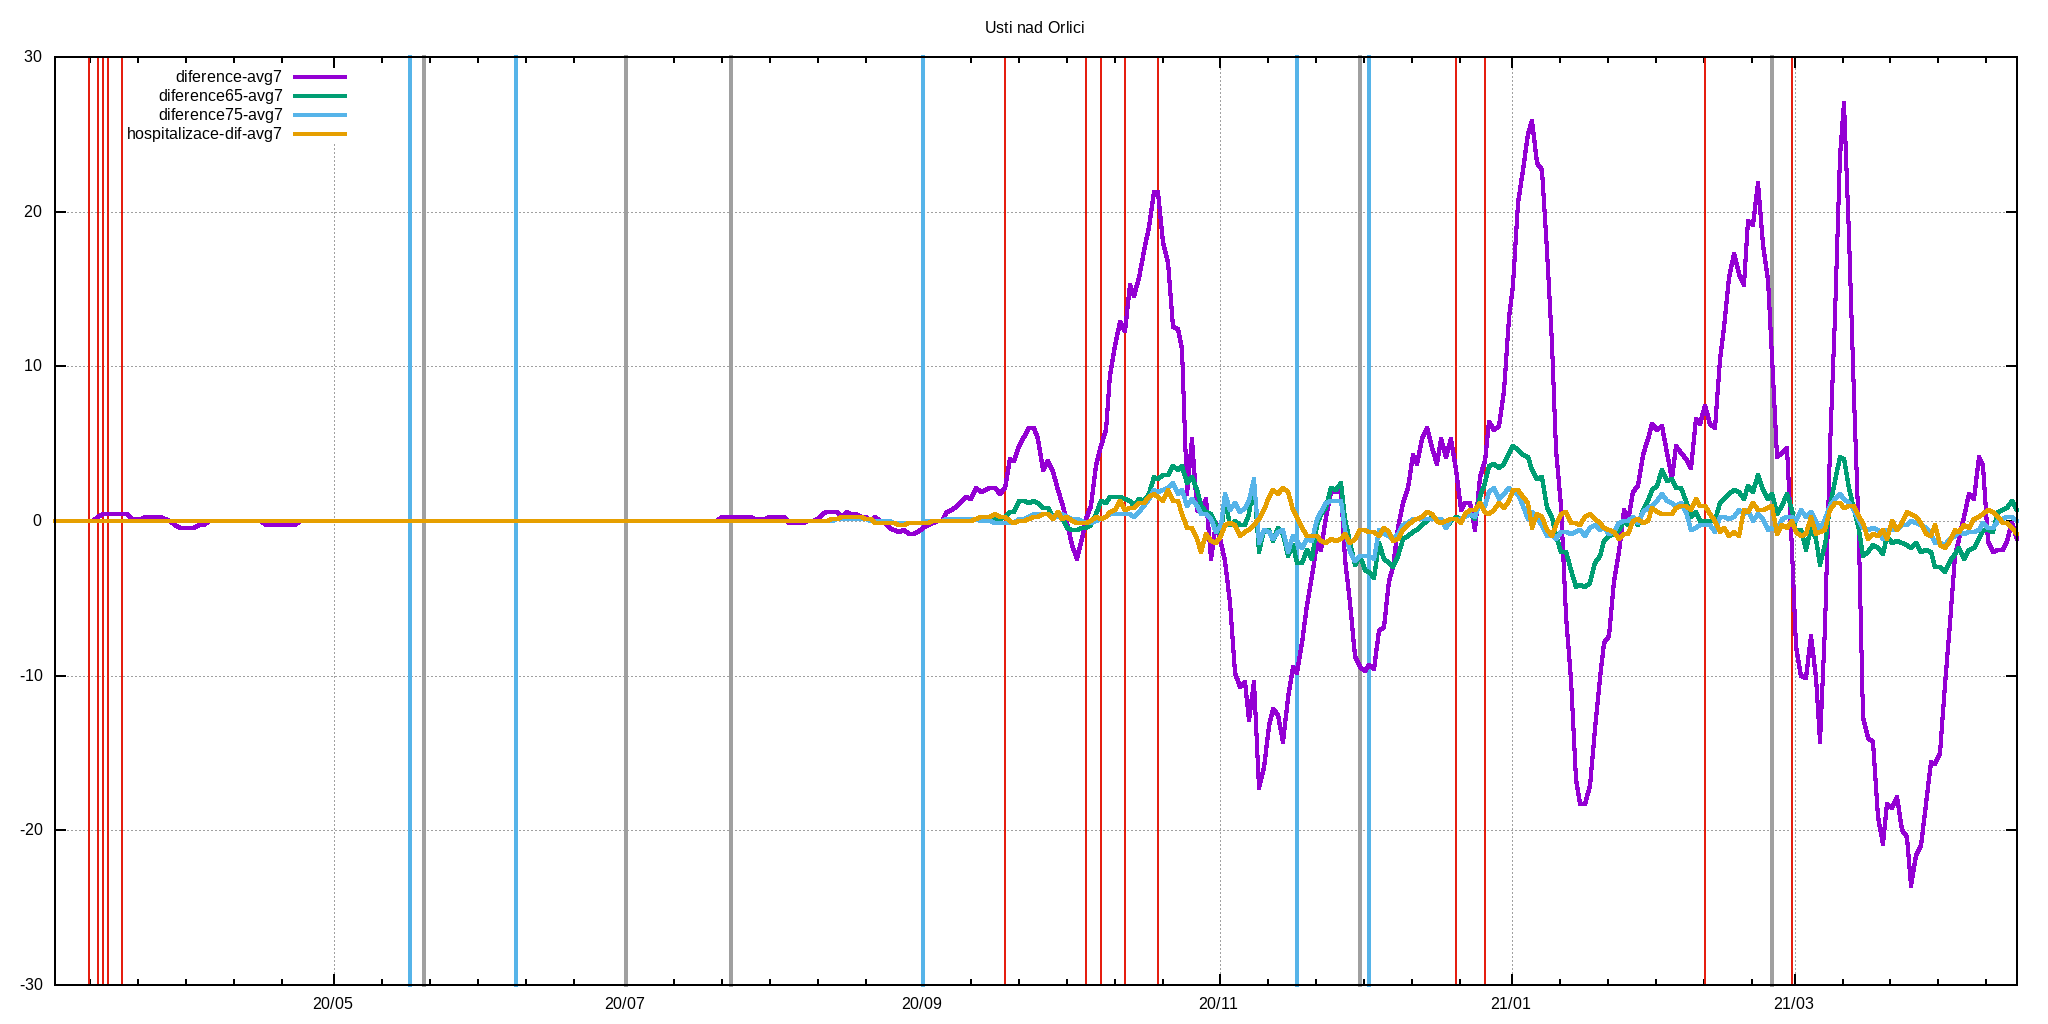 Usti nad Orlici
30
20
10
0
-10
-20
-30
diference-avg7
diference65-avg7
diference75-avg7
hospitalizace-dif-avg7
20/05
20/07
20/09
20/11
21/01
21/03